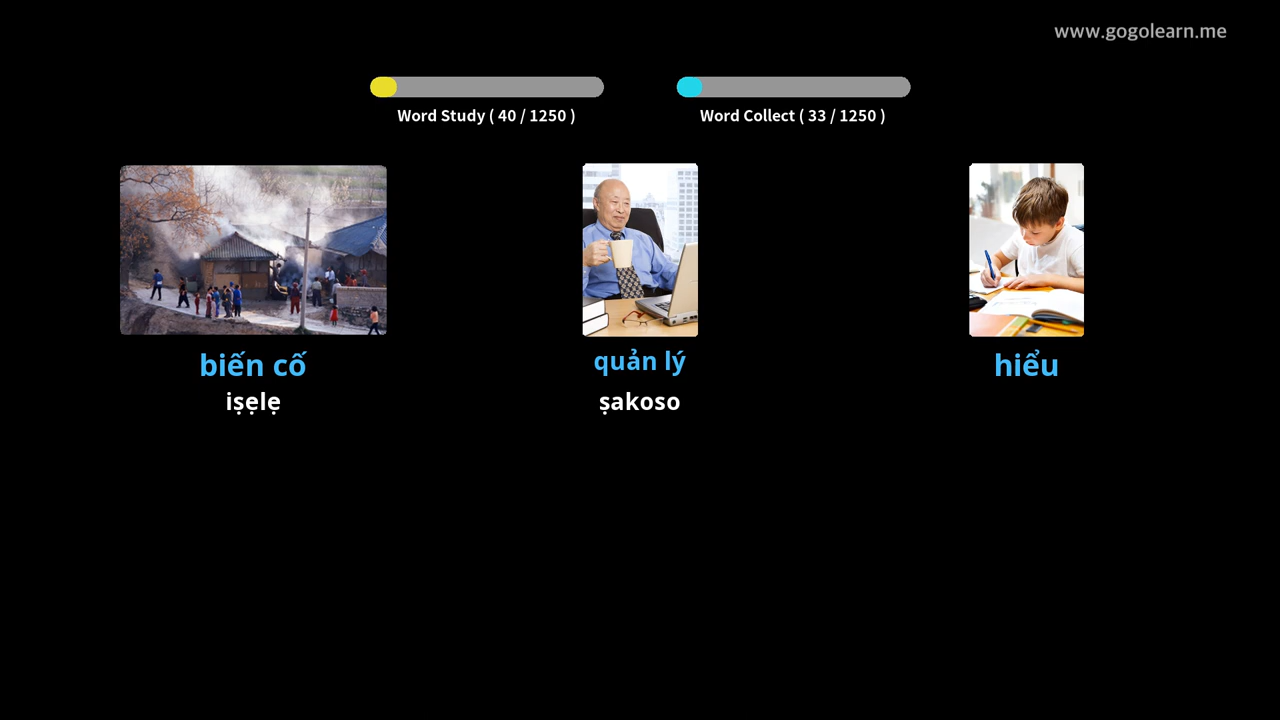 www.gogolearn.me
Word Study ( 40 / 1250 )
Word Collect ( 33 / 1250 )
biến cố
quản lý
hiểu
iṣẹlẹ
ṣakoso